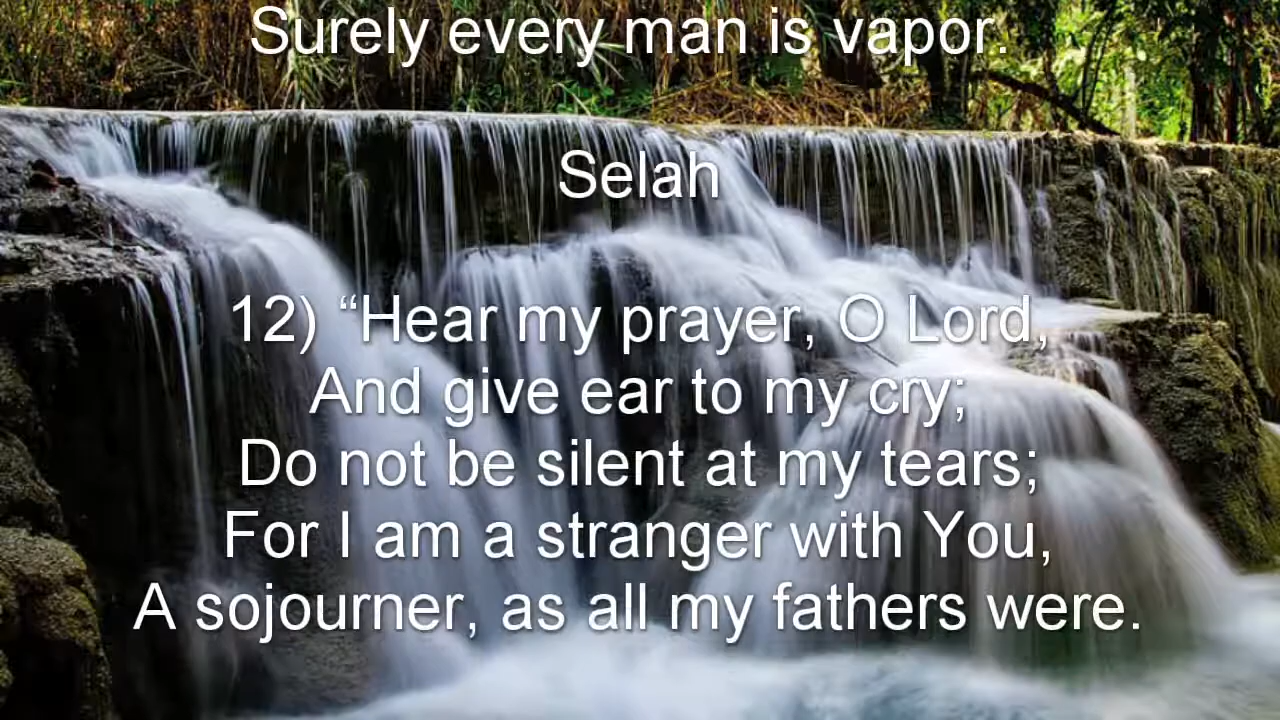 Surely every man is vapor.
Selah
12) “Hear my prayer, O Lord,
And give ear to my cry;
Do not be silent at my tears;
For I am a stranger with You,
A sojourner, as all my fathers were.